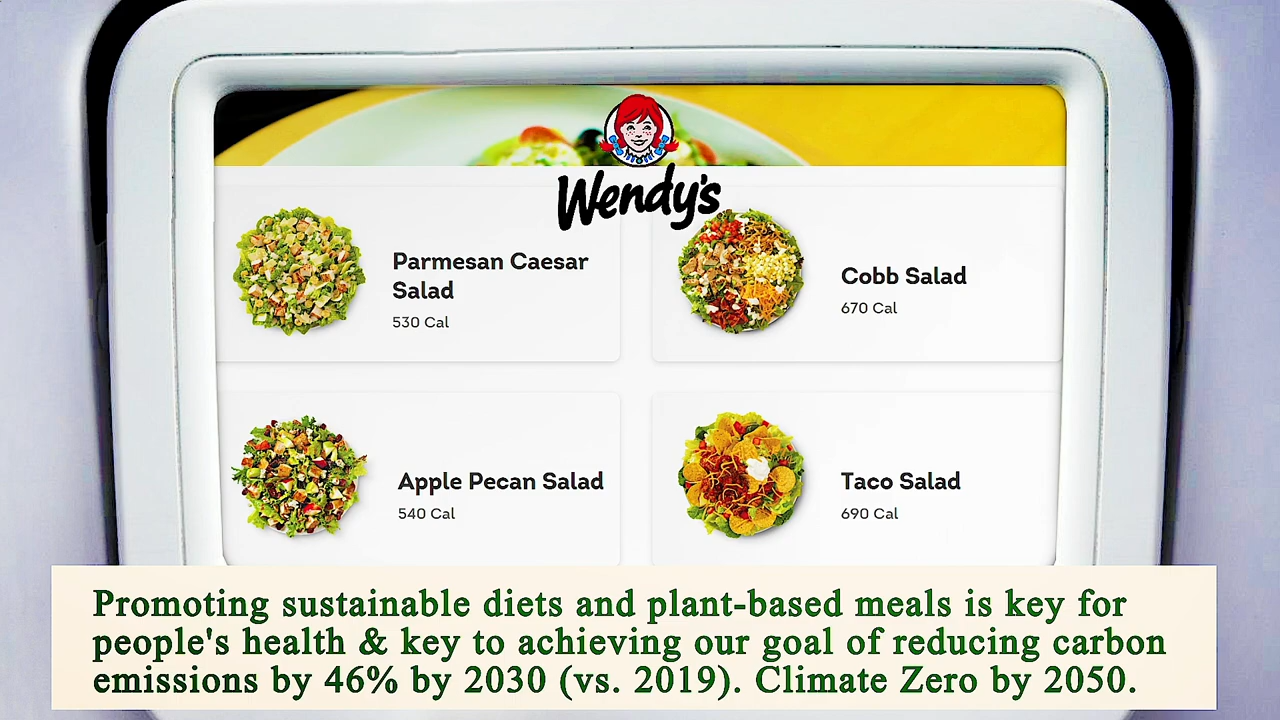 Wendy's
Parmesan Caesar
Salad
530 Cal
Cobb Salad
670 Cal
Apple Pecan Salad
540 Cal
Taco Salad
690 Cal
Promoting sustainable diets and plant-based meals is key for
people's health & key to achieving our goal of reducing carbon
emissions by 46% by 2030 (vs. 2019). Climate Zero by 2050.